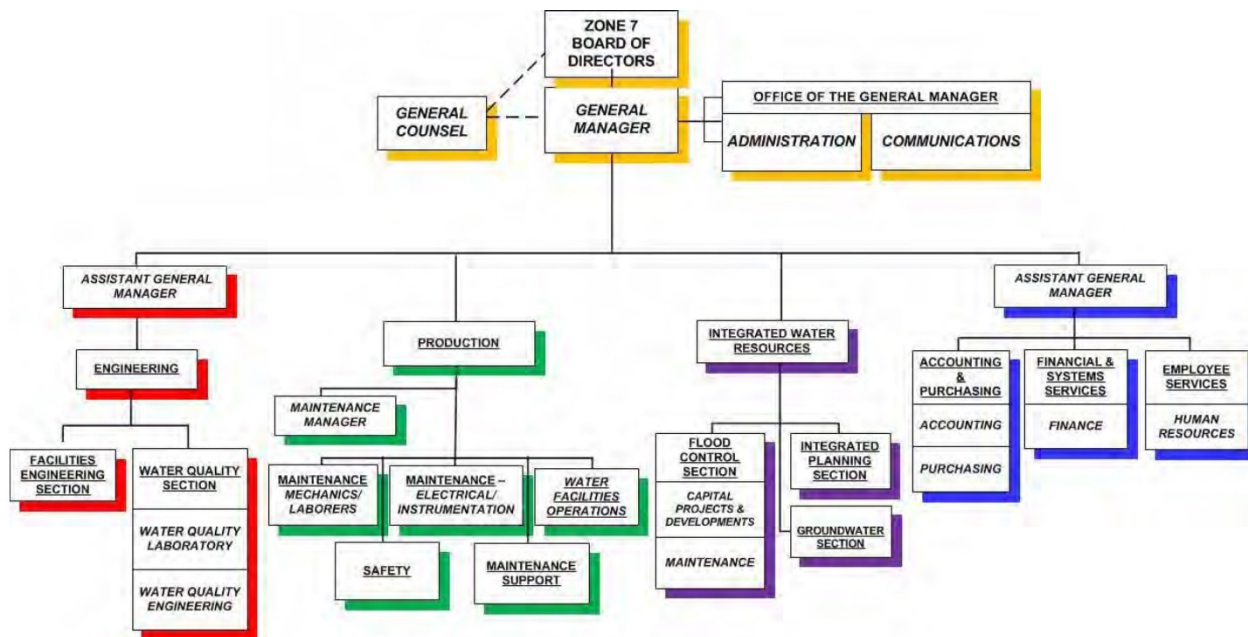 ZONE 7
BOARD OF
DIRECTORS
GENERAL
COUNSEL
GENERAL
MANAGER
OFFICE OF THE GENERAL MANAGER
ADMINISTRATION
COMMUNICATIONS
ASSISTANT GENERAL
MANAGER
ENGINEERING
FACILITIES
ENGINEERING
SECTION
WATER QUALITY
SECTION
WATER QUALITY
LABORATORY
WATER QUALITY
ENGINEERING
PRODUCTION
MAINTENANCE
MANAGER
MAINTENANCE
MECHANICS/
LABORERS
MAINTENANCE –
ELECTRICAL/
INSTRUMENTATION
WATER
FACILITIES
OPERATIONS
SAFETY
MAINTENANCE
SUPPORT
INTEGRATED WATER
RESOURCES
FLOOD
CONTROL
SECTION
CAPITAL
PROJECTS &
DEVELOPMENTS
MAINTENANCE
INTEGRATED
PLANNING
SECTION
GROUNDWATER
SECTION
ASSISTANT GENERAL
MANAGER
ACCOUNTING
&
PURCHASING
ACCOUNTING
PURCHASING
FINANCIAL &
SYSTEMS
SERVICES
FINANCE
EMPLOYEE
SERVICES
HUMAN
RESOURCES